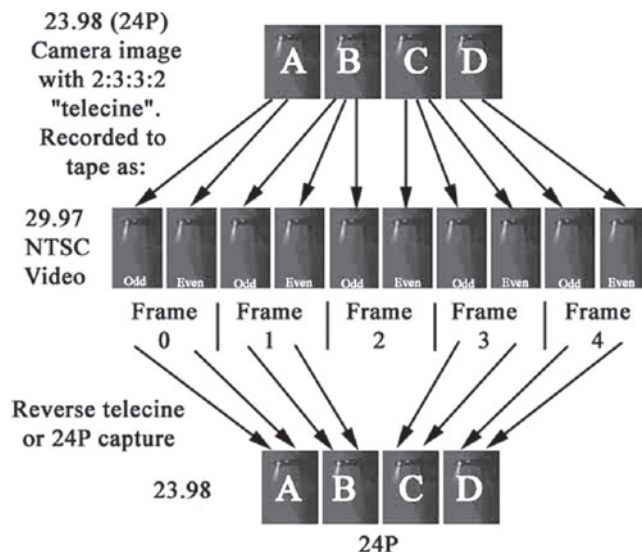 23.98 (24P)
Camera image
with 2:3:3:2
"telecine".
Recorded to
tape as:
A B C D
29.97
NTSC
Video
Odd Even Odd Even Odd Even Odd Even Odd Even
Frame | Frame | Frame | Frame | Frame
0 1 2 3 4
Reverse telecine
or 24P capture
23.98
A B C D
24P